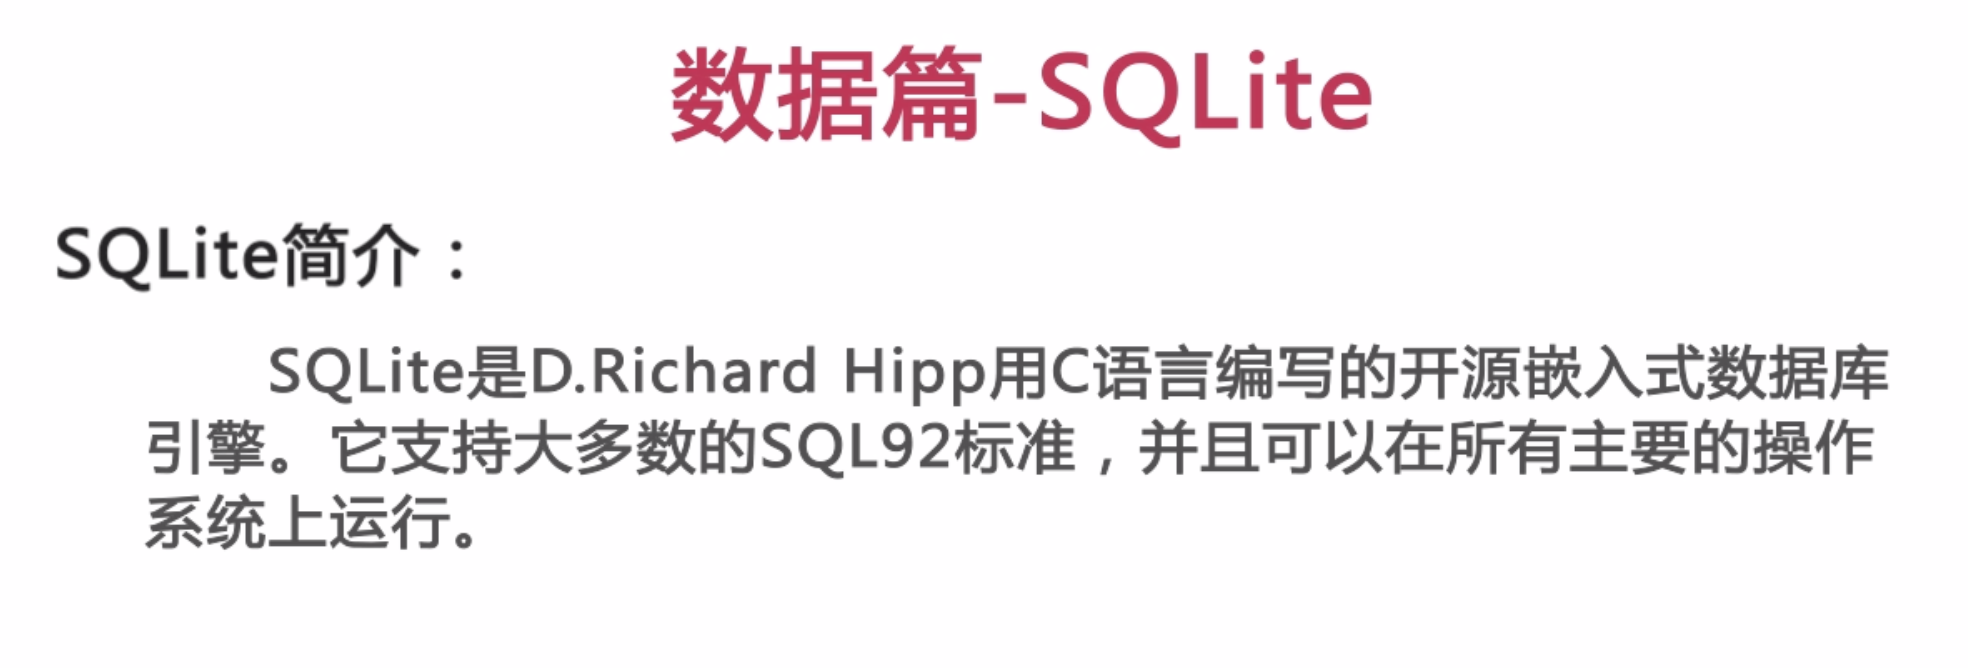 数据篇-SQLite
SQLite简介：
SQLite是D.Richard Hipp用C语言编写的开源嵌入式数据库
引擎。它支持大多数的SQL92标准，并且可以在所有主要的操作
系统上运行。